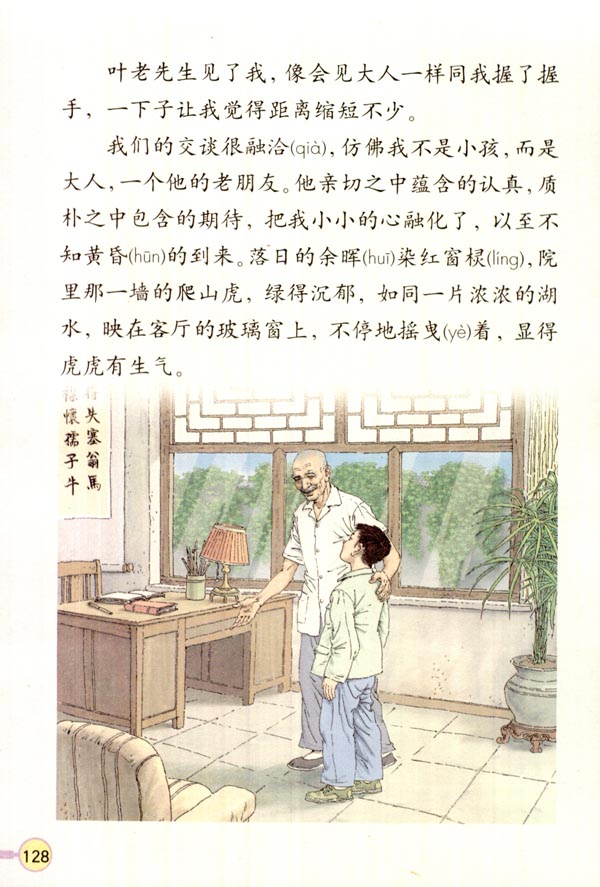 叶老先生见了我，像会见大人一样同我握了握
手，一下子让我觉得距离缩短不少。
我们的交谈很融洽(qià)，仿佛我不是小孩，而是
大人，一个他的老朋友。他亲切之中蕴含的认真，质
朴之中包含的期待，把我小小的心融化了，以至不
知黄昏(hūn)的到来。落日的余晖(huī)染红窗棂(líng)，院
里那一墙的爬山虎，绿得沉郁，如同一片浓浓的湖
水，映在客厅的玻璃窗上，不停地摇曳(yè)着，显得
虎虎有生气。
失塞翁馬
懷孺子牛
128